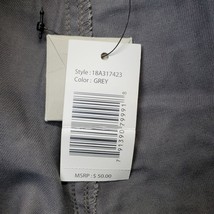 Style : 18A317423
Color : GREY
MSRP : $ 50.00